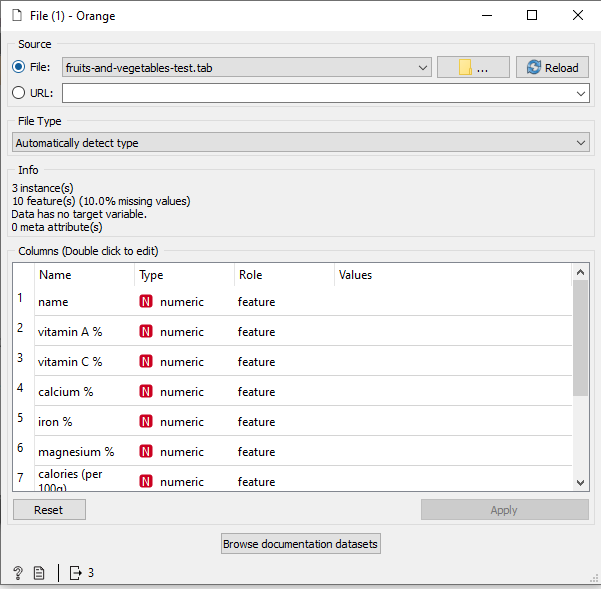 File (1) - Orange
Source
File: fruits-and-vegetables-test.tab ... Reload
URL:
File Type
Automatically detect type
Info
3 instance(s)
10 feature(s) (10.0% missing values)
Data has no target variable.
0 meta attribute(s)
Columns (Double click to edit)
Name Type Role Values
1 name N numeric feature
2 vitamin A % N numeric feature
3 vitamin C % N numeric feature
4 calcium % N numeric feature
5 iron % N numeric feature
6 magnesium % N numeric feature
7 calories (per 100g) N numeric feature
Reset Apply
Browse documentation datasets
? 3